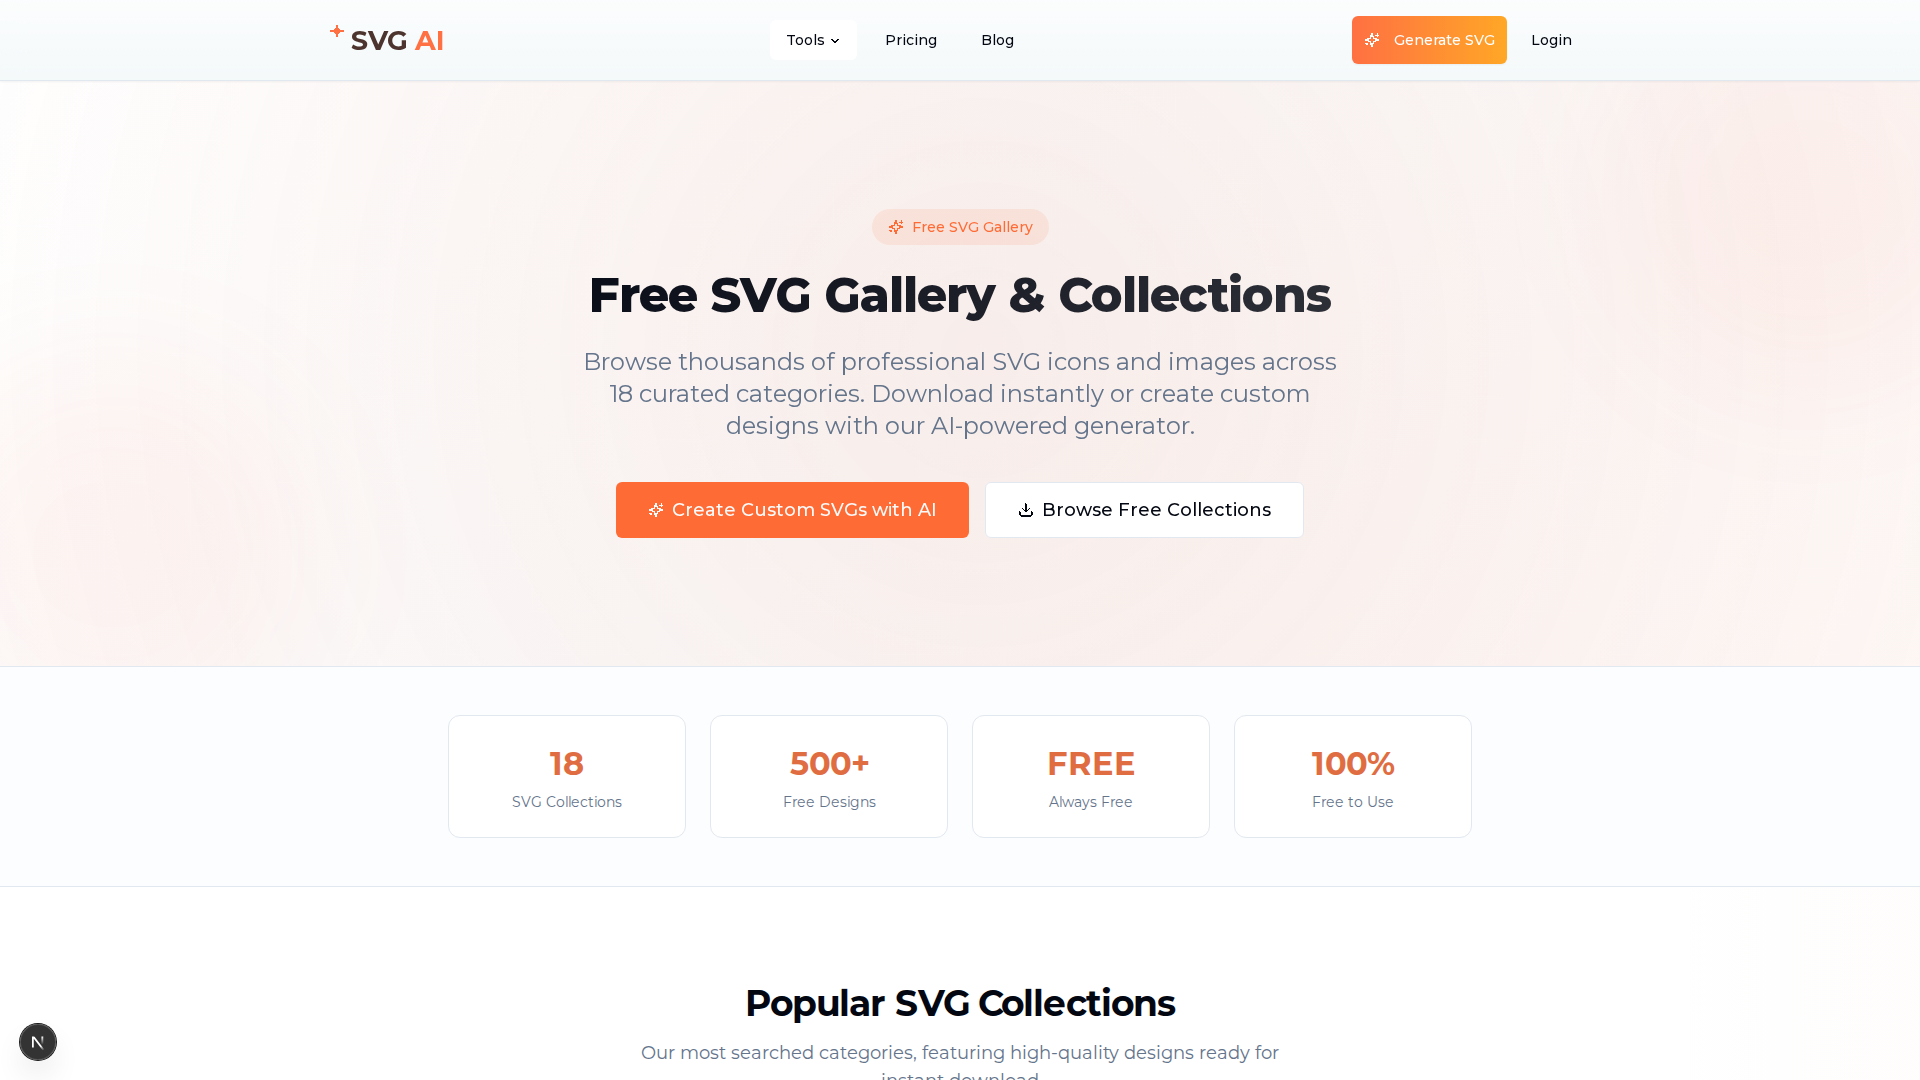 SVG AI
Tools
Pricing
Blog
Generate SVG
Login
Free SVG Gallery
Free SVG Gallery & Collections
Browse thousands of professional SVG icons and images across
18 curated categories. Download instantly or create custom
designs with our AI-powered generator.
Create Custom SVGs with AI
Browse Free Collections
18
SVG Collections
500+
Free Designs
FREE
Always Free
100%
Free to Use
Popular SVG Collections
Our most searched categories, featuring high-quality designs ready for
instant download.
N